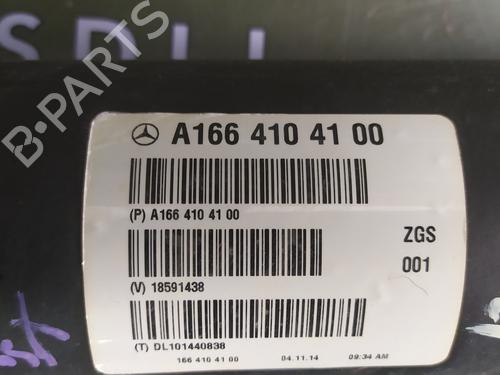 A166 410 41 00
(P) A166 410 41 00
ZGS
001
(V) 18591438
(T) DL101440838
166 410 41 00 04.11.14 09:34 AM
B-PARTS